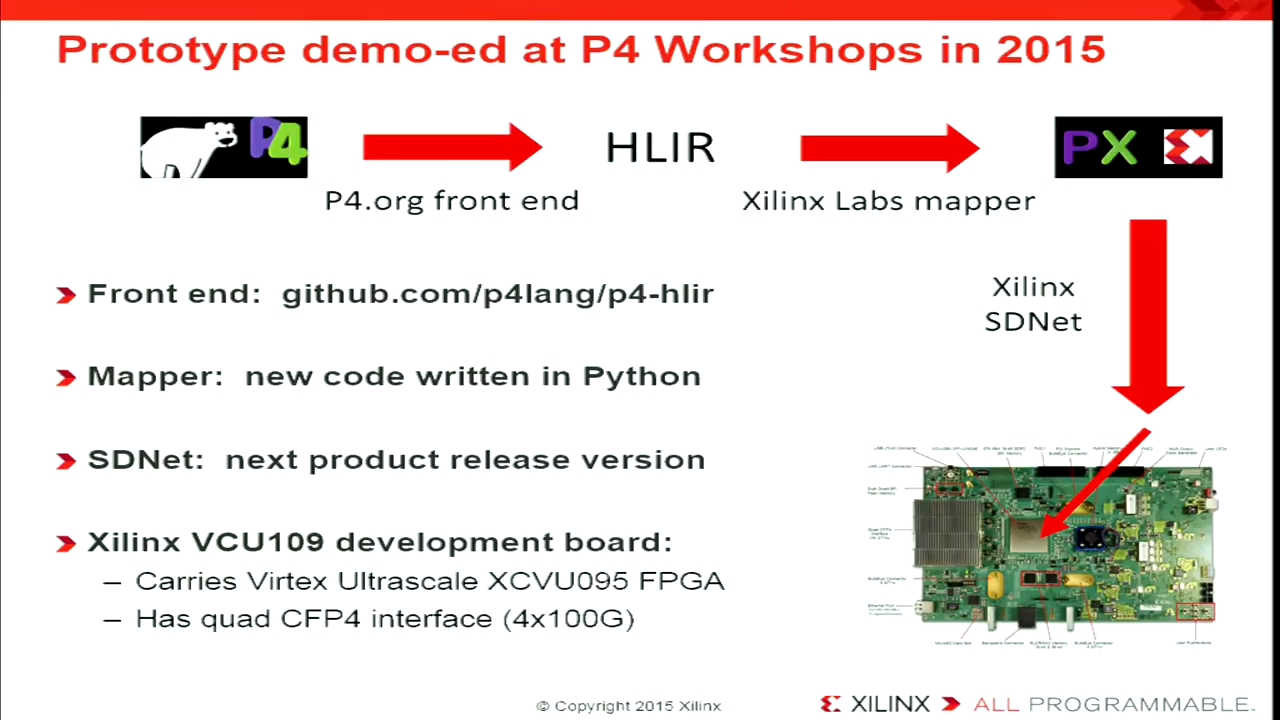 Prototype demo-ed at P4 Workshops in 2015
P4
HLIR
PX
P4.org front end
Xilinx Labs mapper
Front end: github.com/p4lang/p4-hlir
Xilinx
SDNet
Mapper: new code written in Python
SDNet: next product release version
Xilinx VCU109 development board:
– Carries Virtex Ultrascale XCVU095 FPGA
– Has quad CFP4 interface (4x100G)
© Copyright 2015 Xilinx
XILINX
ALL PROGRAMMABLE